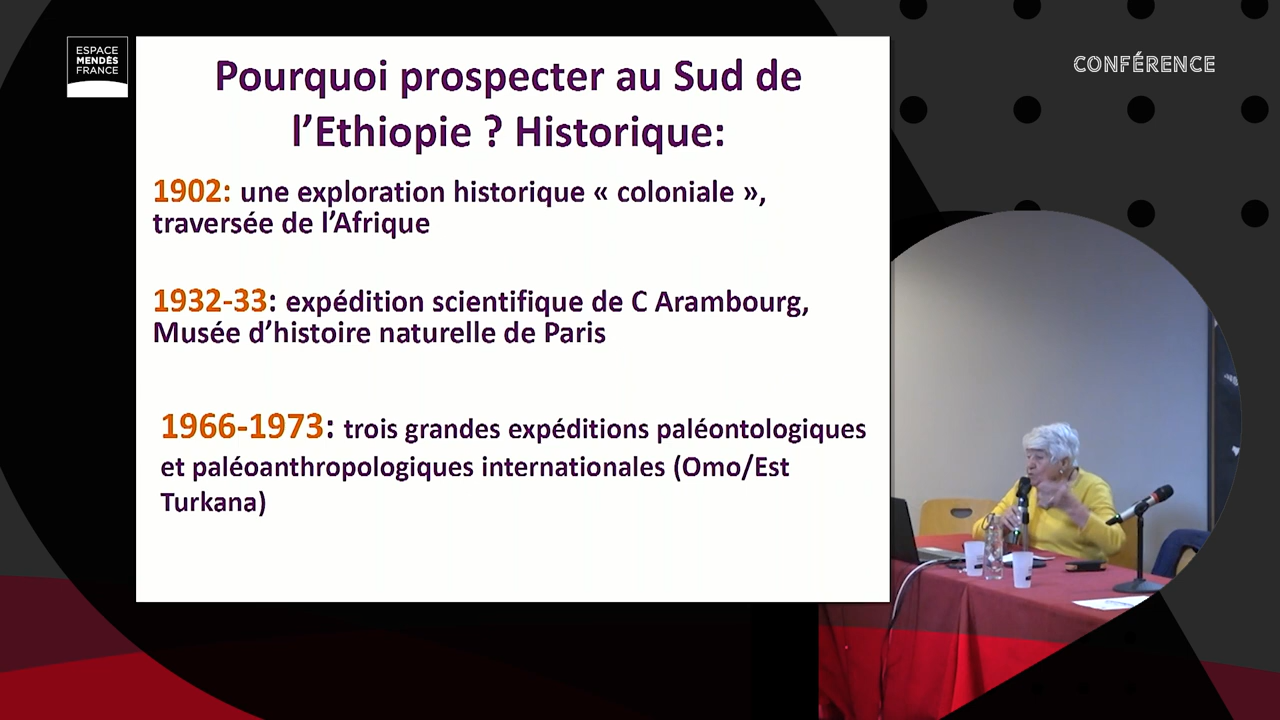 ESPACE
MENDÈS
FRANCE
CONFÉRENCE
Pourquoi prospecter au Sud de
l’Ethiopie ? Historique:
1902: une exploration historique « coloniale »,
traversée de l’Afrique
1932-33: expédition scientifique de C Arambourg,
Musée d’histoire naturelle de Paris
1966-1973: trois grandes expéditions paléontologiques
et paléoanthropologiques internationales (Omo/Est
Turkana)